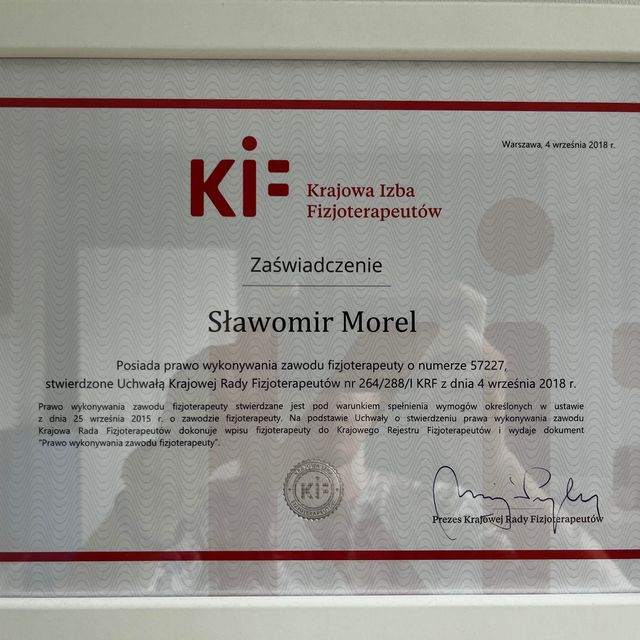 Warszawa, 4 września 2018 r.
KIF
Krajowa Izba
Fizjoterapeutów
Zaświadczenie
Sławomir Morel
Posiada prawo wykonywania zawodu fizjoterapeuty o numerze 57227,
stwierdzone Uchwałą Krajowej Rady Fizjoterapeutów nr 264/288/I KRF z dnia 4 września 2018 r.
Prawo wykonywania zawodu fizjoterapeuty stwierdzane jest pod warunkiem spełnienia wymogów określonych w ustawie
z dnia 25 września 2015 r. o zawodzie fizjoterapeuty. Na podstawie Uchwały o stwierdzeniu prawa wykonywania zawodu
Krajowa Rada Fizjoterapeutów dokonuje wpisu fizjoterapeuty do Krajowego Rejestru Fizjoterapeutów i wydaje dokument
"Prawo wykonywania zawodu fizjoterapeuty".
KRAJOWA IZBA
KIF
FIZJOTERAPEUTÓW
Prezes Krajowej Rady Fizjoterapeutów